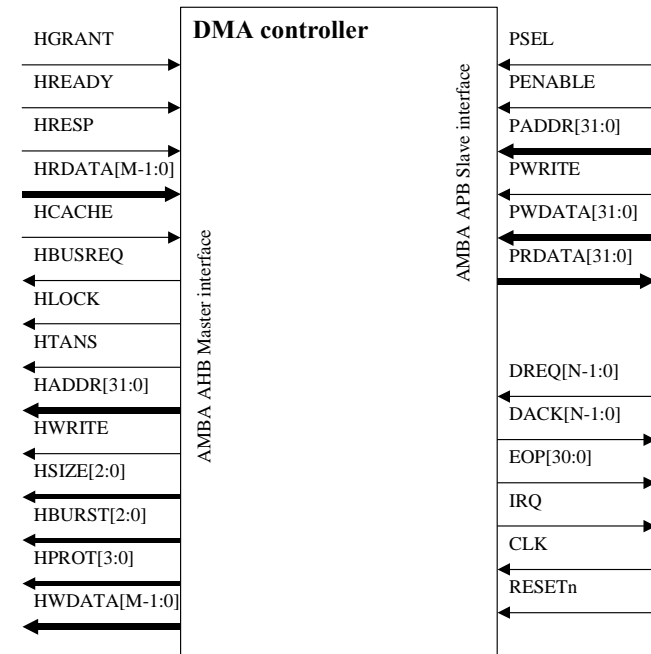 DMA controller
HGRANT
HREADY
HRESP
HRDATA[M-1:0]
HCACHE
HBUSREQ
HLOCK
HTANS
HADDR[31:0]
HWRITE
HSIZE[2:0]
HBURST[2:0]
HPROT[3:0]
HWDATA[M-1:0]
AMBA AHB Master interface
AMBA APB Slave interface
PSEL
PENABLE
PADDR[31:0]
PWRITE
PWDATA[31:0]
PRDATA[31:0]
DREQ[N-1:0]
DACK[N-1:0]
EOP[30:0]
IRQ
CLK
RESETn